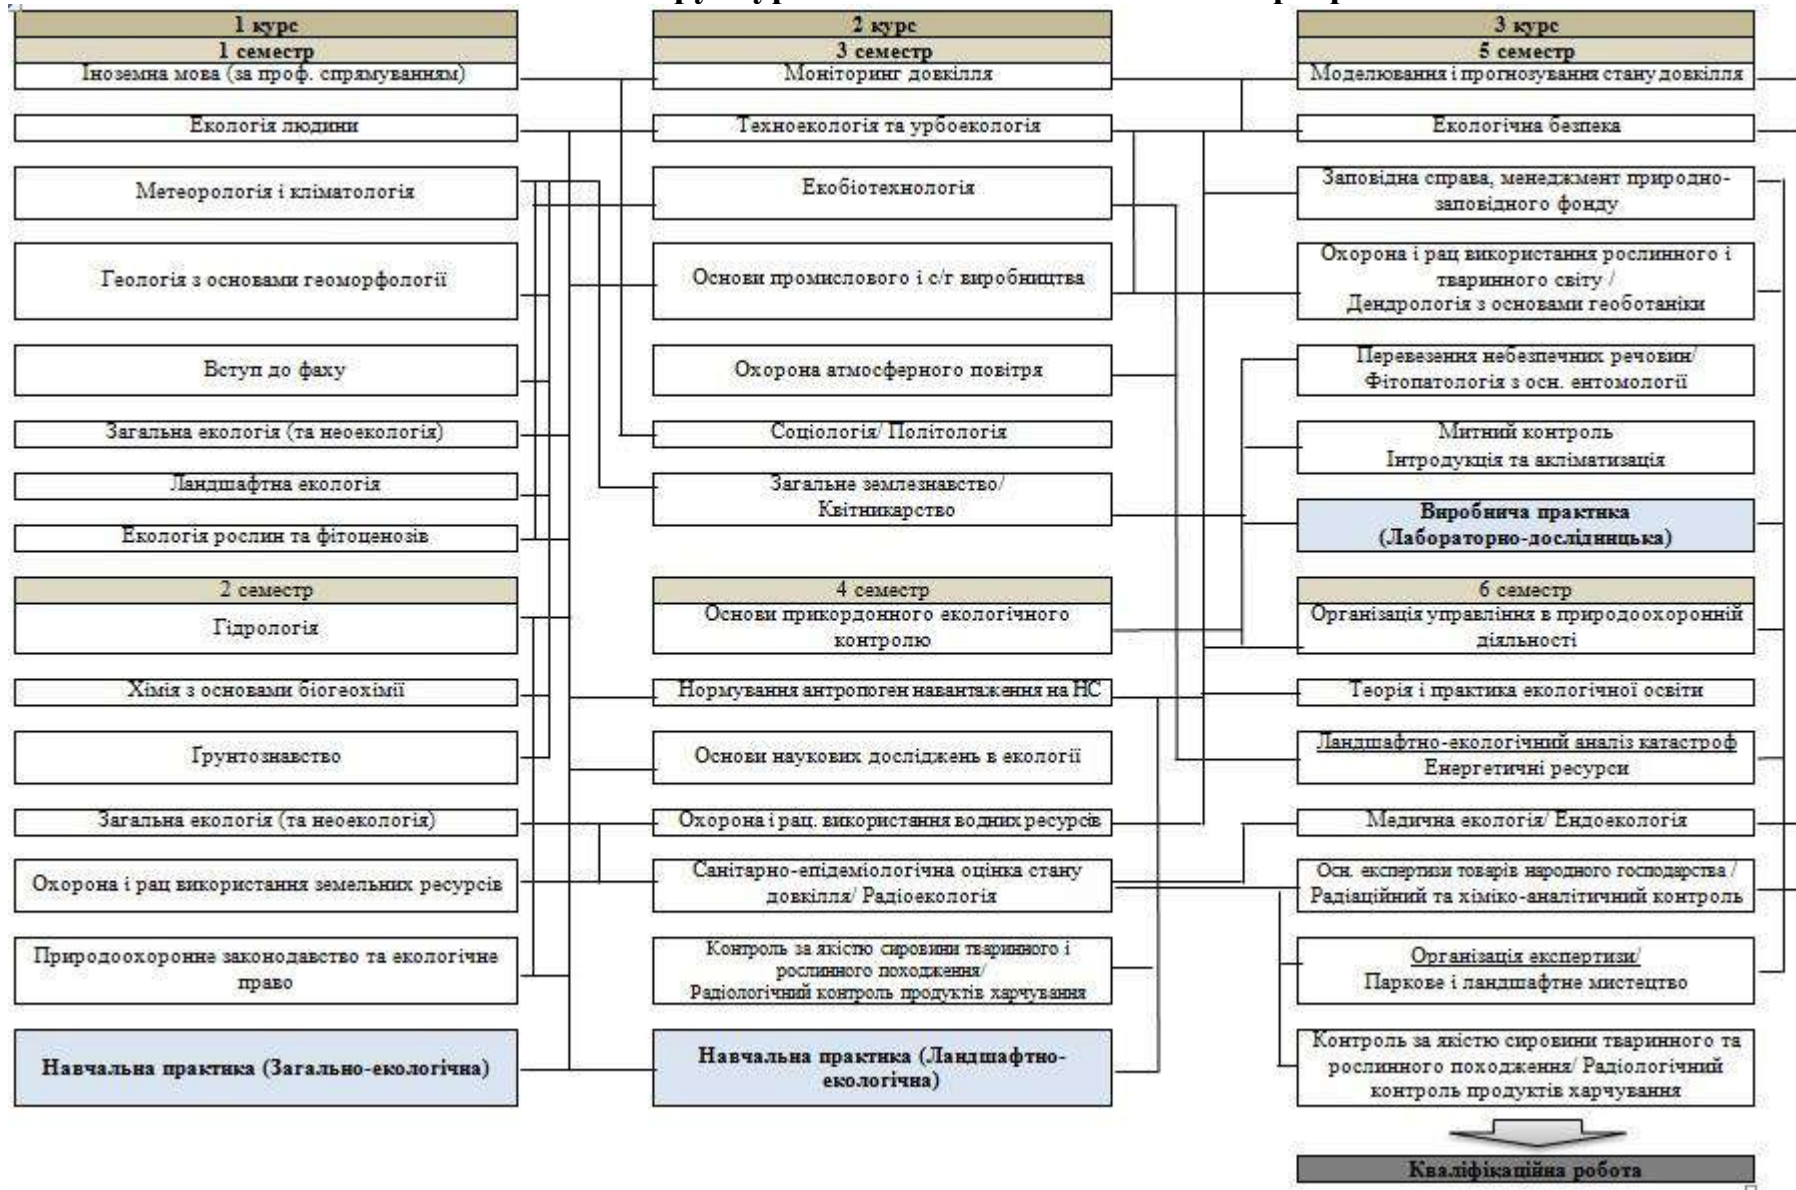 1 курс
1 семестр
Іноземна мова (за проф. спрямуванням)
Екологія людини
Метеорологія і кліматологія
Геологія з основами геоморфології
Вступ до фаху
Загальна екологія (та неоекологія)
Ландшафтна екологія
Екологія рослин та фітоценозів
2 семестр
Гідрологія
Хімія з основами біогеохімії
Ґрунтознавство
Загальна екологія (та неоекологія)
Охорона і рац використання земельних ресурсів
Природоохоронне законодавство та екологічне
право
Навчальна практика (Загально-екологічна)
2 курс
3 семестр
Моніторинг довкілля
Техноекологія та урбоекологія
Екобіотехнологія
Основи промислового і с/г виробництва
Охорона атмосферного повітря
Соціологія/ Політологія
Загальне землезнавство/
Квітникарство
4 семестр
Основи прикордонного екологічного
контролю
Нормування антропоген навантаження на НС
Основи наукових досліджень в екології
Охорона і рац. використання водних ресурсів
Санітарно-епідеміологічна оцінка стану
довкілля/ Радіоекологія
Контроль за якістю сировини тваринного і
рослинного походження/
Радіологічний контроль продуктів харчування
Навчальна практика (Ландшафтно-
екологічна)
3 курс
5 семестр
Моделювання і прогнозування стану довкілля
Екологічна безпека
Заповідна справа, менеджмент природно-
заповідного фонду
Охорона і рац використання рослинного і
тваринного світу /
Дендрологія з основами геоботаніки
Перевезення небезпечних речовин/
Фітопатологія з осн. ентомології
Митний контроль
Інтродукція та акліматизація
Виробнича практика
(Лабораторно-дослідницька)
6 семестр
Організація управління в природоохоронній
діяльності
Теорія і практика екологічної освіти
Ландшафтно-екологічний аналіз катастроф
Енергетичні ресурси
Медична екологія/ Ендоекологія
Осн. експертизи товарів народного господарства /
Радіаційний та хіміко-аналітичний контроль
Організація експертизи/
Паркове і ландшафтне мистецтво
Контроль за якістю сировини тваринного та
рослинного походження/ Радіологічний
контроль продуктів харчування
Кваліфікаційна робота